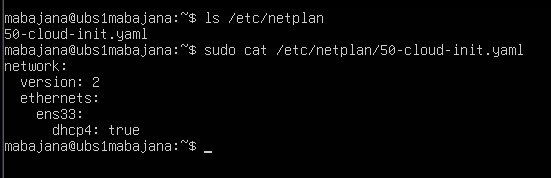 mabajana@ubs1mabajana:~$ ls /etc/netplan
50-cloud-init.yaml
mabajana@ubs1mabajana:~$ sudo cat /etc/netplan/50-cloud-init.yaml
network:
  version: 2
  ethernets:
    ens33:
      dhcp4: true
mabajana@ubs1mabajana:~$ _